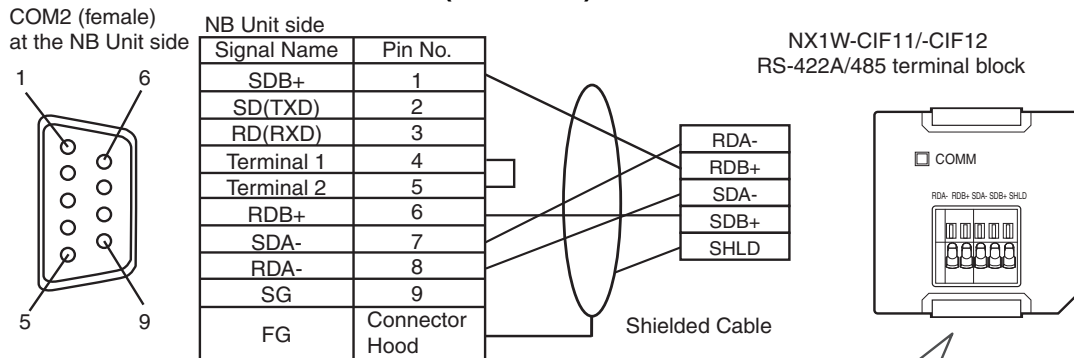 COM2 (female)
at the NB Unit side
1
6
5
9
NB Unit side
Signal Name Pin No.
SDB+ 1
SD(TXD) 2
RD(RXD) 3
Terminal 1 4
Terminal 2 5
RDB+ 6
SDA- 7
RDA- 8
SG 9
FG Connector Hood
RDA-
RDB+
SDA-
SDB+
SHLD
Shielded Cable
NX1W-CIF11/-CIF12
RS-422A/485 terminal block
COMM
RDA- RDB+ SDA- SDB+ SHLD